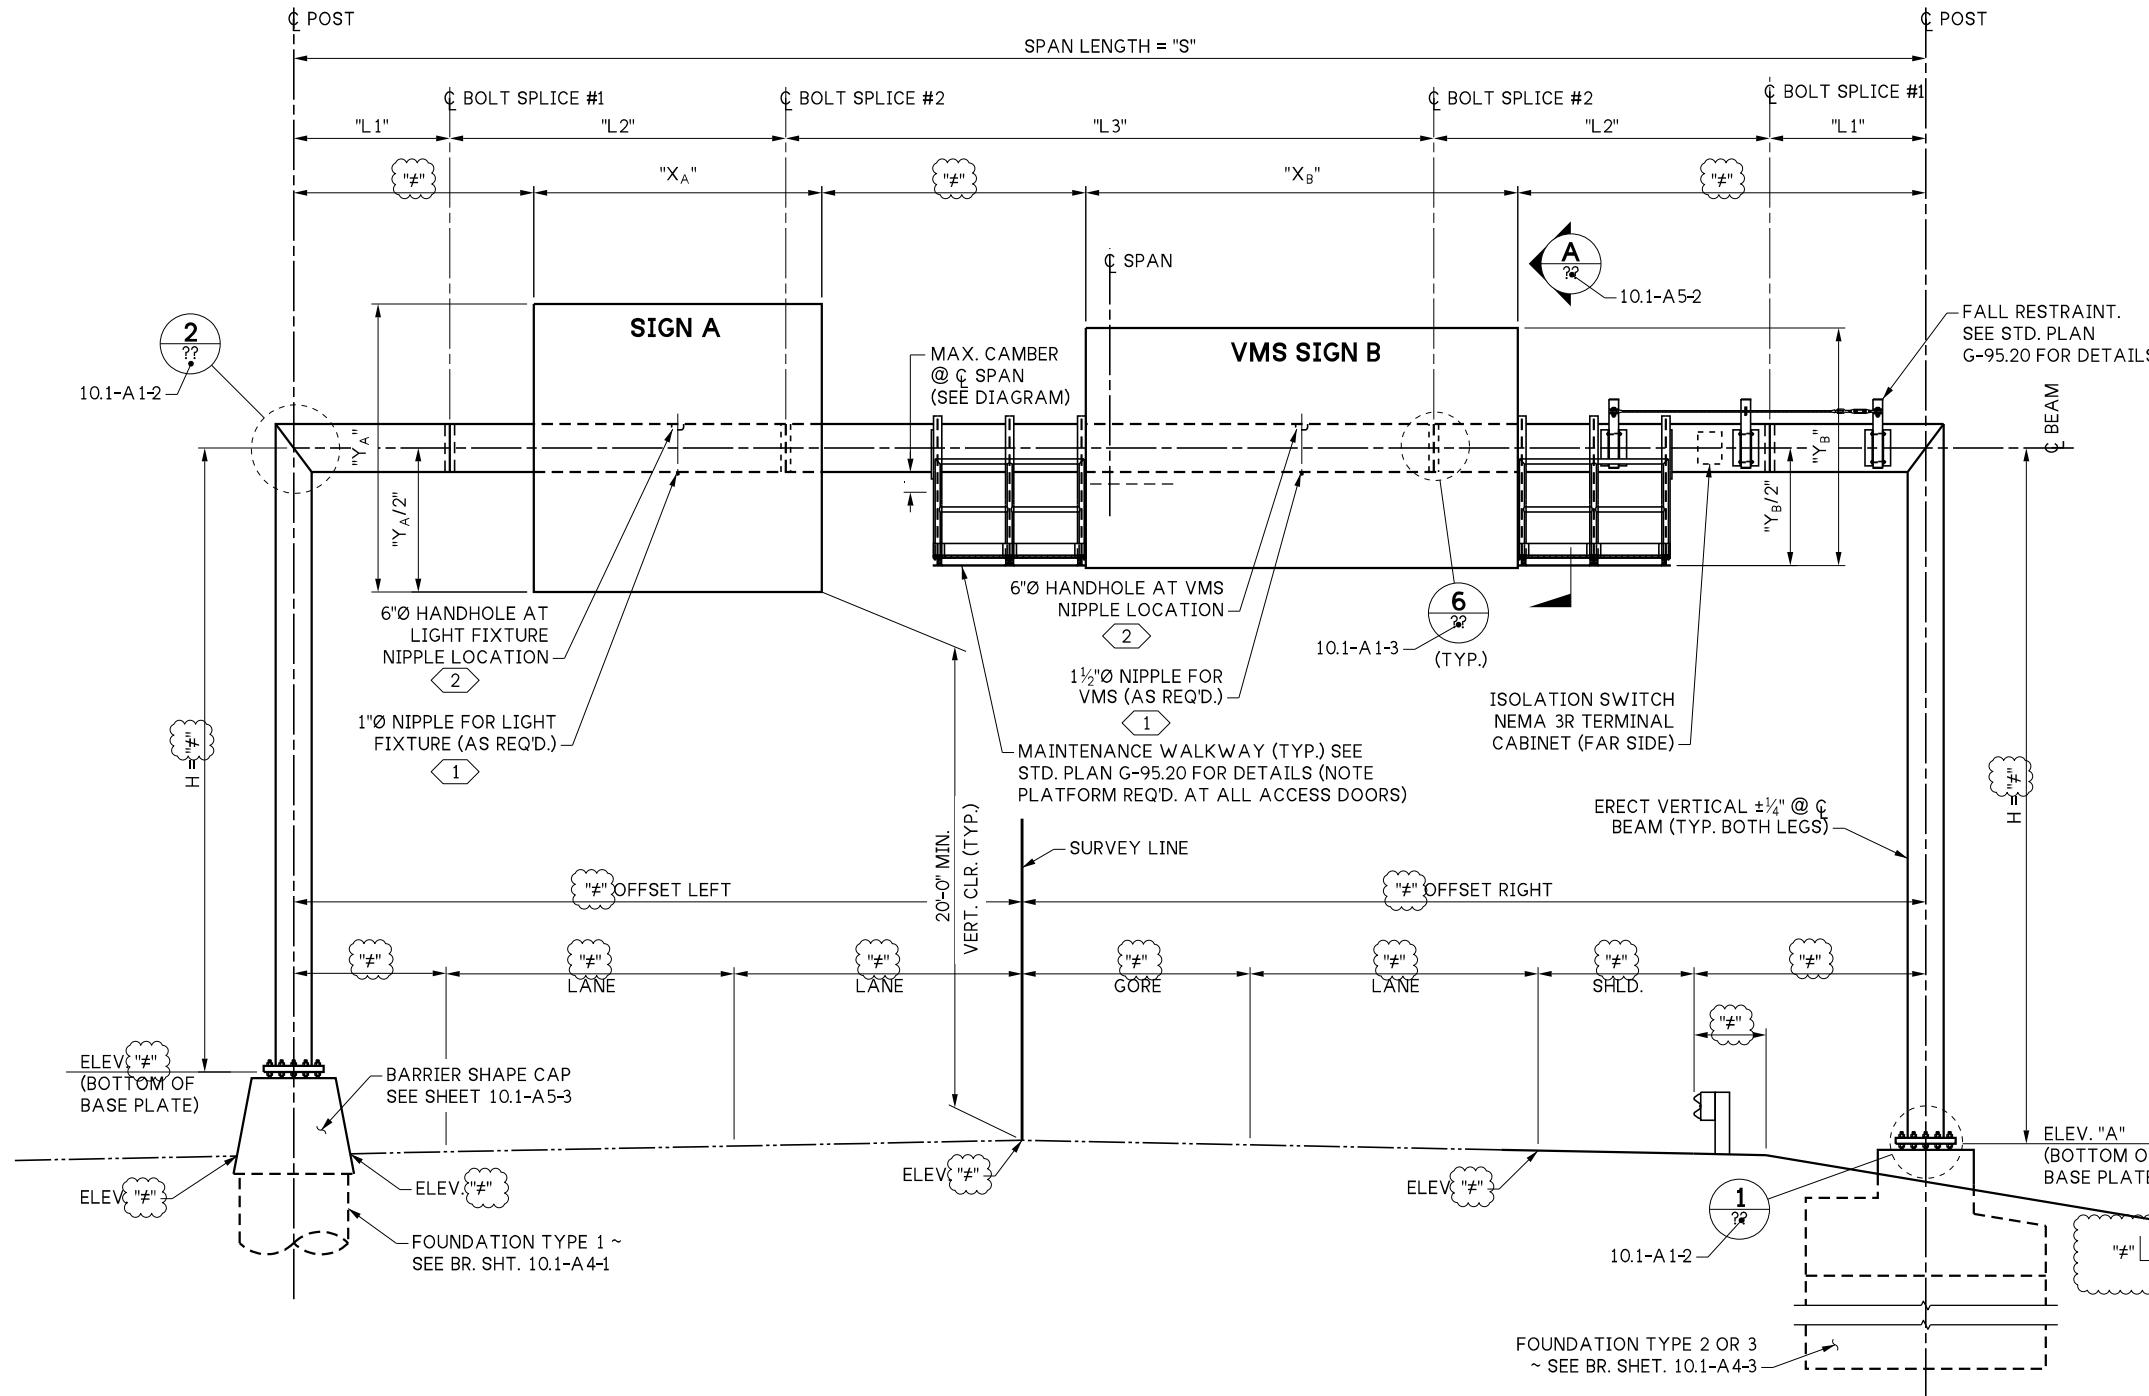 ℄ POST
℄ POST
SPAN LENGTH = "S"
℄ BOLT SPLICE #1
℄ BOLT SPLICE #2
℄ BOLT SPLICE #2
℄ BOLT SPLICE #1
"L1"
"L2"
"L3"
"L2"
"L1"
"≠"
"XA"
"≠"
"XB"
"≠"
℄ SPAN
A
??
10.1-A5-2
SIGN A
VMS SIGN B
2
??
10.1-A1-2
MAX. CAMBER
@ ℄ SPAN
(SEE DIAGRAM)
FALL RESTRAINT.
SEE STD. PLAN
G-95.20 FOR DETAILS
℄ BEAM
"YA"
"YA/2"
"YB"
"YB/2"
6"Ø HANDHOLE AT
LIGHT FIXTURE
NIPPLE LOCATION
2
1"Ø NIPPLE FOR LIGHT
FIXTURE (AS REQ'D.)
1
6"Ø HANDHOLE AT VMS
NIPPLE LOCATION
2
1½"Ø NIPPLE FOR
VMS (AS REQ'D.)
1
6
??
10.1-A1-3
(TYP.)
ISOLATION SWITCH
NEMA 3R TERMINAL
CABINET (FAR SIDE)
MAINTENANCE WALKWAY (TYP.) SEE
STD. PLAN G-95.20 FOR DETAILS (NOTE
PLATFORM REQ'D. AT ALL ACCESS DOORS)
H = "≠"
H = "≠"
ERECT VERTICAL ±¼" @ ℄
BEAM (TYP. BOTH LEGS)
20'-0" MIN.
VERT. CLR. (TYP.)
SURVEY LINE
"≠" OFFSET LEFT
"≠" OFFSET RIGHT
"≠"
"≠"
LANE
"≠"
LANE
"≠"
GORE
"≠"
LANE
"≠"
SHLD.
"≠"
"≠"
ELEV. "≠"
(BOTTOM OF
BASE PLATE)
BARRIER SHAPE CAP
SEE SHEET 10.1-A5-3
ELEV. "≠"
ELEV. "≠"
ELEV. "≠"
ELEV. "≠"
ELEV. "A"
(BOTTOM O
BASE PLATE
1
??
10.1-A1-2
"≠"
FOUNDATION TYPE 1 ~
SEE BR. SHT. 10.1-A4-1
FOUNDATION TYPE 2 OR 3
~ SEE BR. SHET. 10.1-A4-3